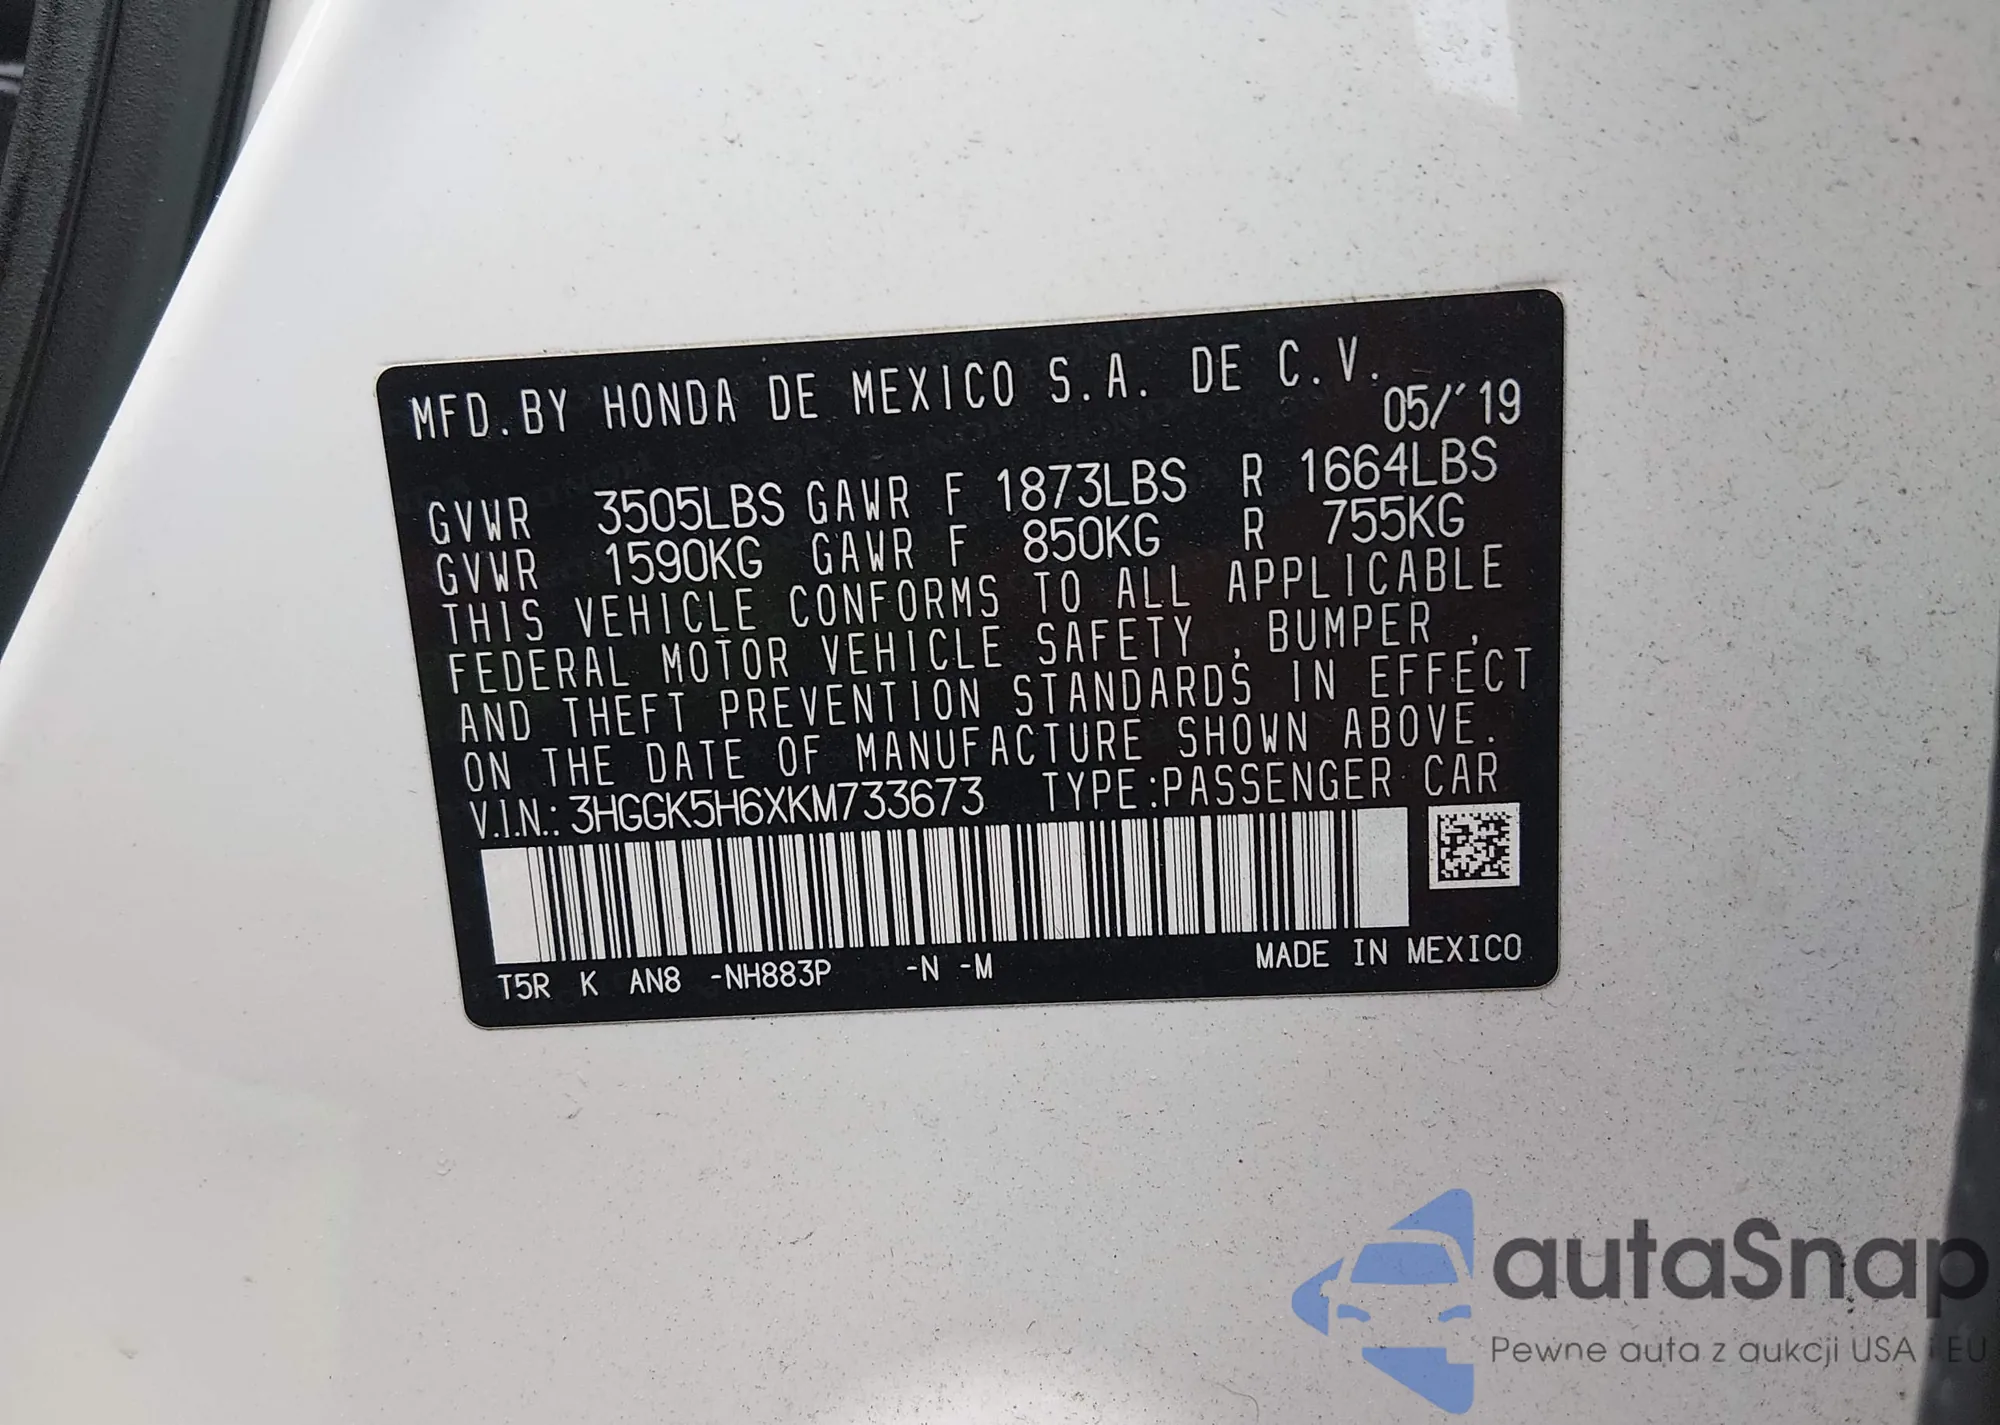 MFD. BY HONDA DE MEXICO S.A. DE C.V.
05/'19
GVWR 3505LBS GAWR F 1873LBS R 1664LBS
GVWR 1590KG GAWR F 850KG R 755KG
THIS VEHICLE CONFORMS TO ALL APPLICABLE
FEDERAL MOTOR VEHICLE SAFETY , BUMPER ,
AND THEFT PREVENTION STANDARDS IN EFFECT
ON THE DATE OF MANUFACTURE SHOWN ABOVE.
V.I.N.: 3HGGK5H6XKM733673 TYPE:PASSENGER CAR
T5R K AN8 -NH883P -N -M MADE IN MEXICO
autaSnap
Pewne auta z aukcji USA i EU